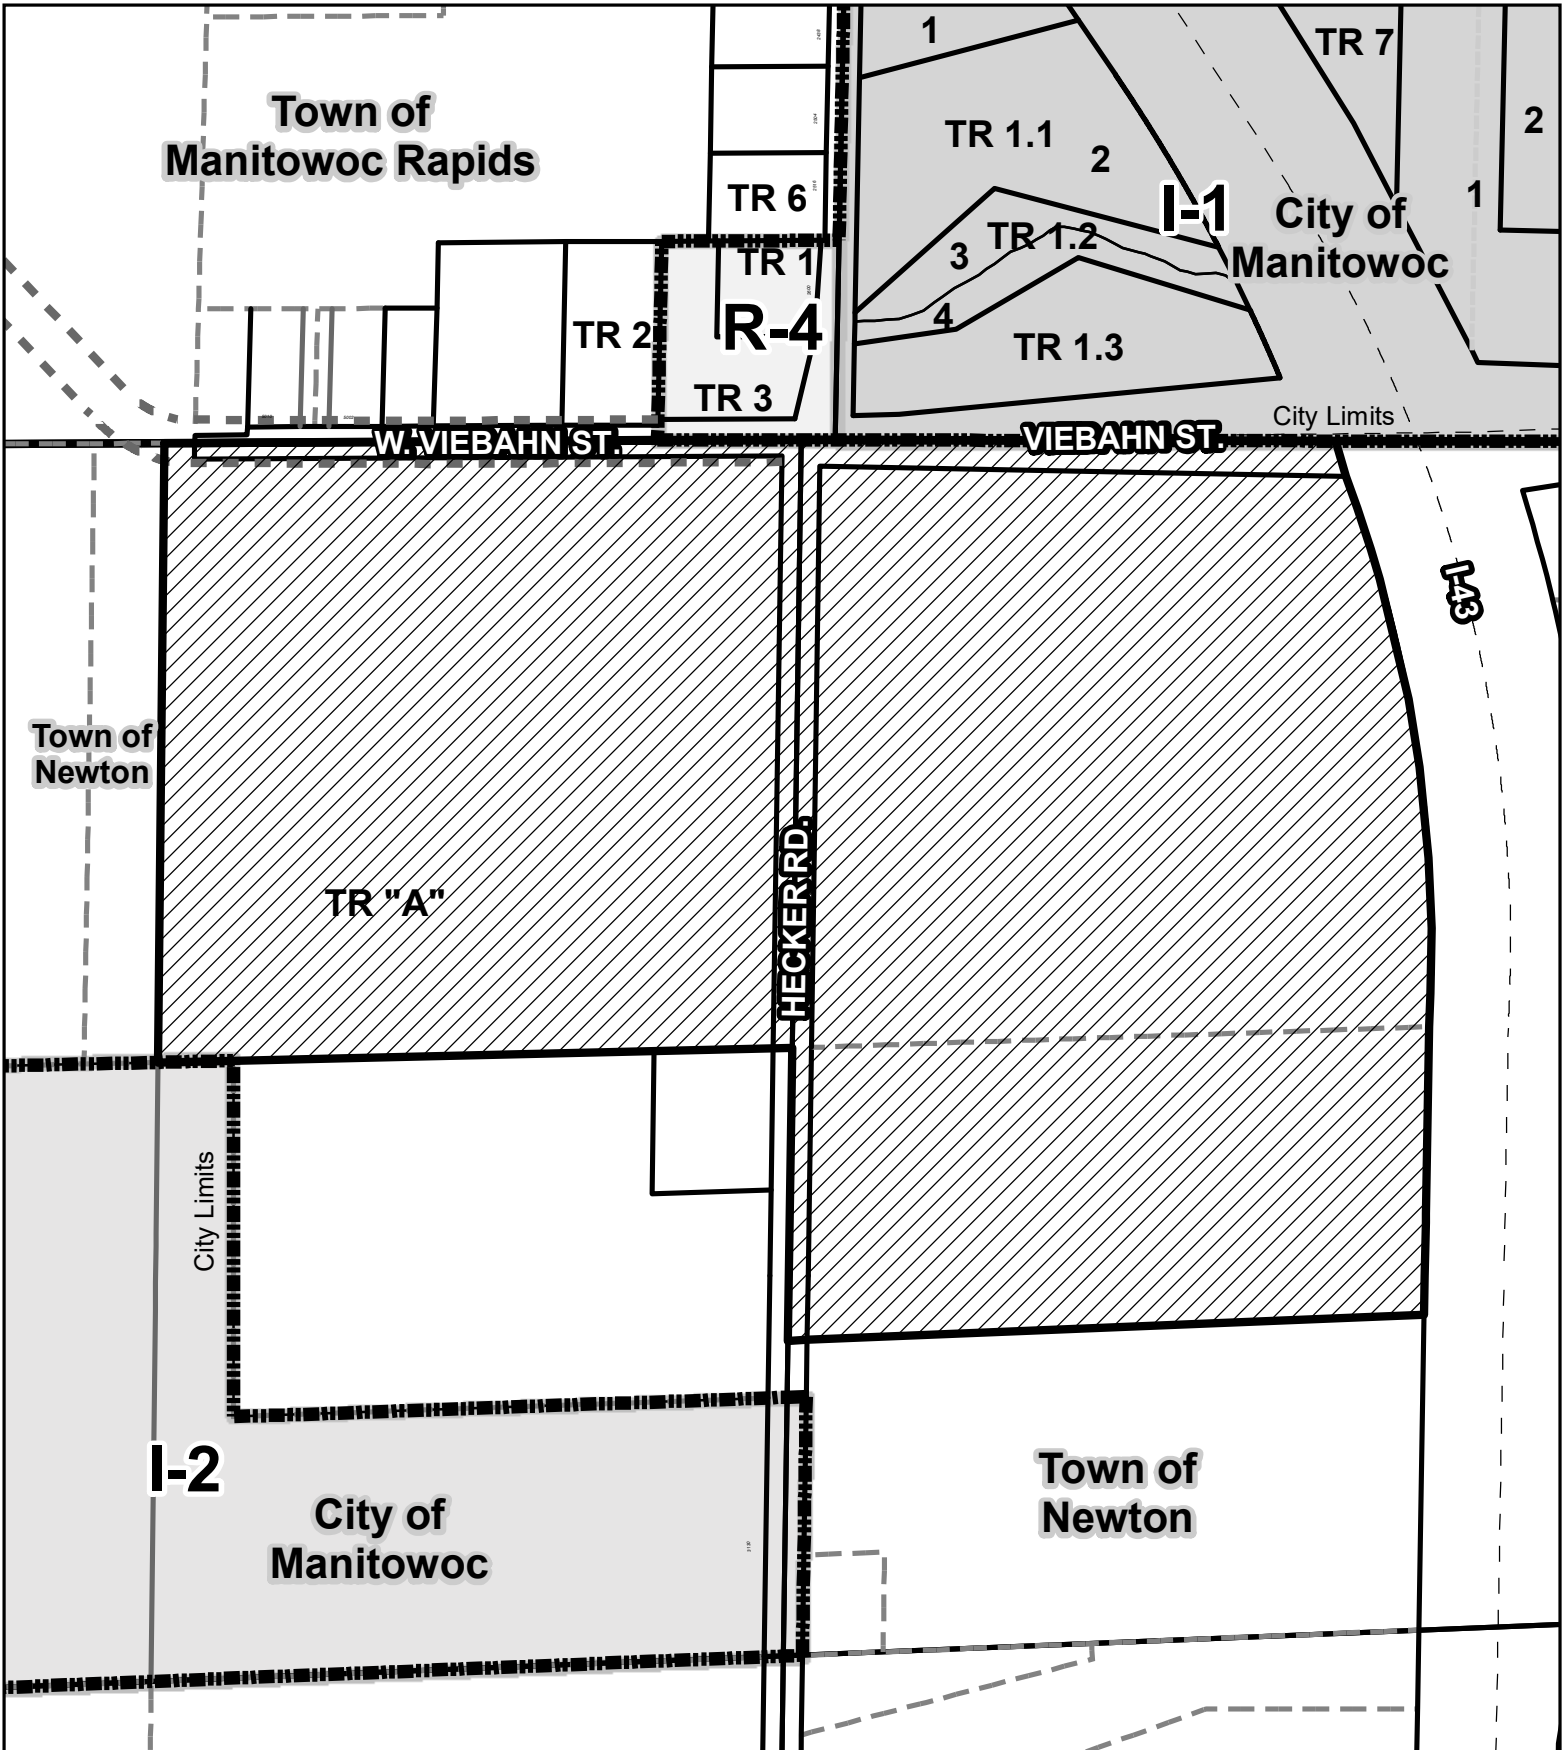 1
TR 7
Town of
Manitowoc Rapids
TR 1.1
2
2
TR 6
I-1
1
City of
Manitowoc
TR 1.2
3
TR 1
4
R-4
TR 2
TR 1.3
TR 3
City Limits
W. VIEBAHN ST.
VIEBAHN ST.
I-43
Town of
Newton
TR "A"
HECKER RD.
City Limits
I-2
City of
Manitowoc
Town of
Newton